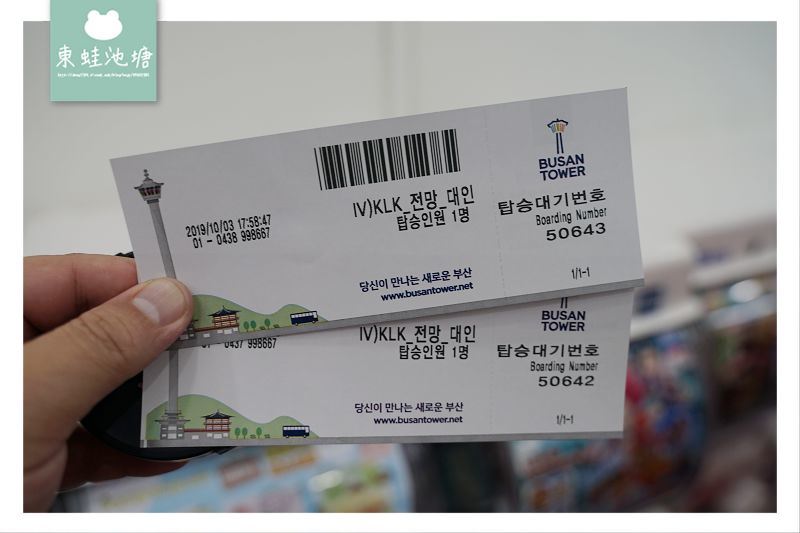 東蛙池塘
BUSAN
TOWER
2019/10/03 17:58:47
01 - 0438 998667
IV)KLK_전망_대인
탑승인원 1명
탑승대기번호
Boarding Number
50643
1/1-1
당신이 만나는 새로운 부산
www.busantower.net
BUSAN
TOWER
01 - 0437 998667
IV)KLK_전망_대인
탑승인원 1명
탑승대기번호
Boarding Number
50642
1/1-1
당신이 만나는 새로운 부산
www.busantower.net